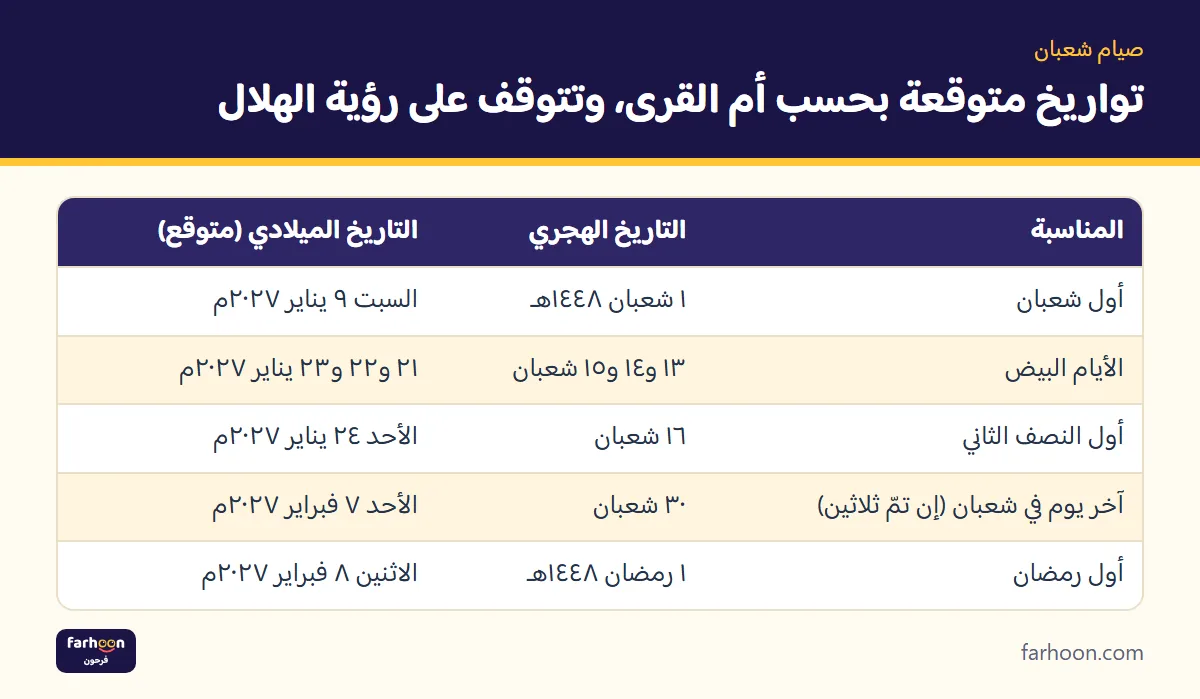 صيام شعبان
تواريخ متوقعة بحسب أم القرى، وتتوقف على رؤية الهلال
المناسبة التاريخ الهجري التاريخ الميلادي (متوقع)
أول شعبان ١ شعبان ١٤٤٨هـ السبت ٩ يناير ٢٠٢٧م
الأيام البيض ١٣ و١٤ و١٥ شعبان ٢١ و٢٢ و٢٣ يناير ٢٠٢٧م
أول النصف الثاني ١٦ شعبان الأحد ٢٤ يناير ٢٠٢٧م
آخر يوم في شعبان (إن تمّ ثلاثين) ٣٠ شعبان الأحد ٧ فبراير ٢٠٢٧م
أول رمضان ١ رمضان ١٤٤٨هـ الاثنين ٨ فبراير ٢٠٢٧م
farhoon.com
farhoon
فرحون